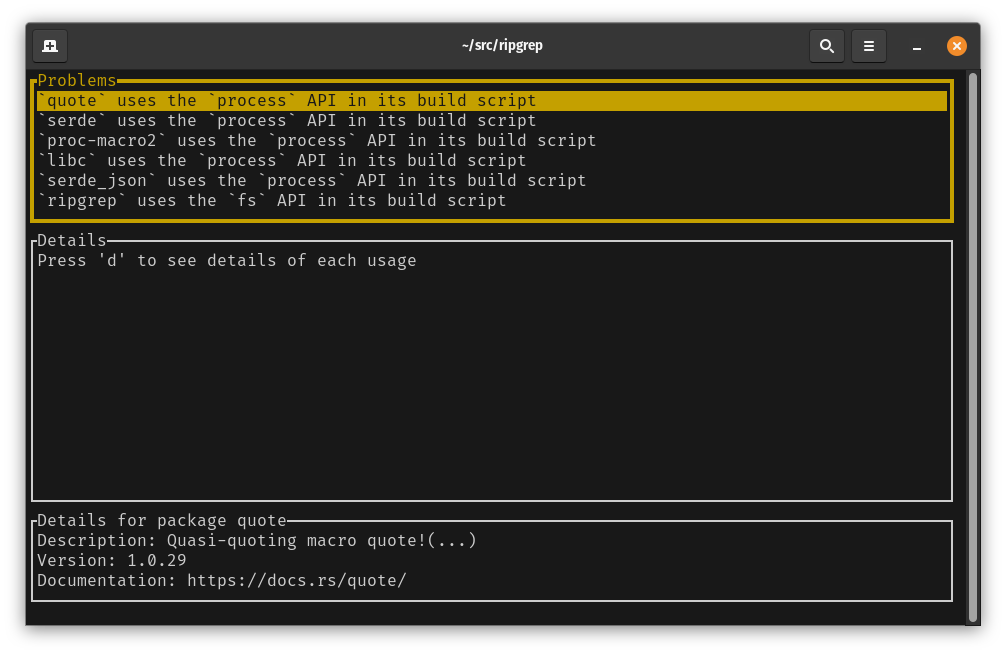 ~/src/ripgrep
Problems
`quote` uses the `process` API in its build script
`serde` uses the `process` API in its build script
`proc-macro2` uses the `process` API in its build script
`libc` uses the `process` API in its build script
`serde_json` uses the `process` API in its build script
`ripgrep` uses the `fs` API in its build script
Details
Press 'd' to see details of each usage
Details for package quote
Description: Quasi-quoting macro quote!(...)
Version: 1.0.29
Documentation: https://docs.rs/quote/